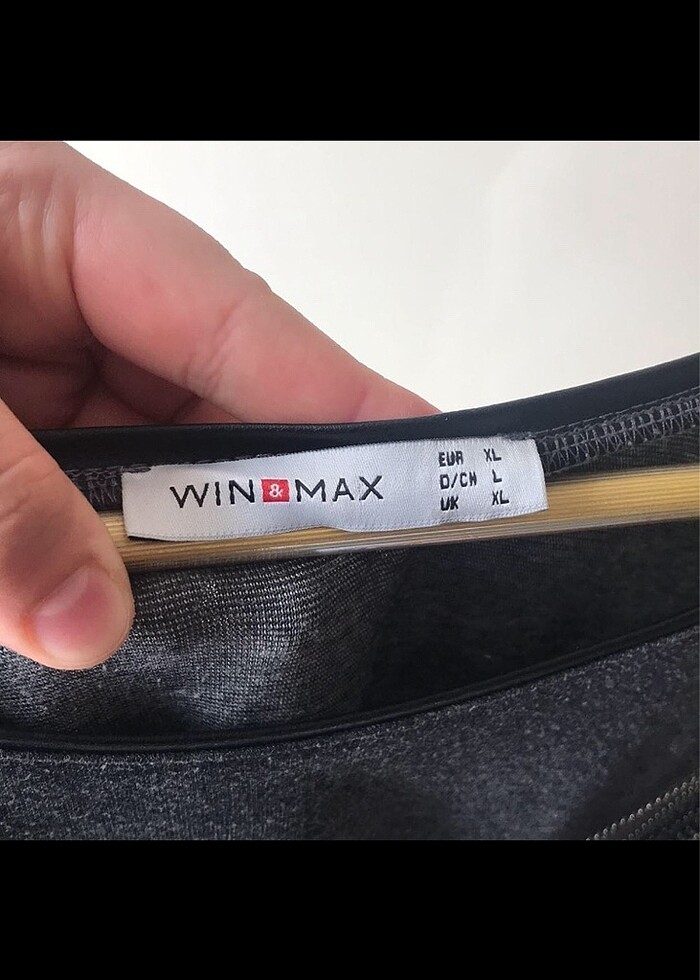 WIN&MAX
EUR XL
D/CH L
UK XL